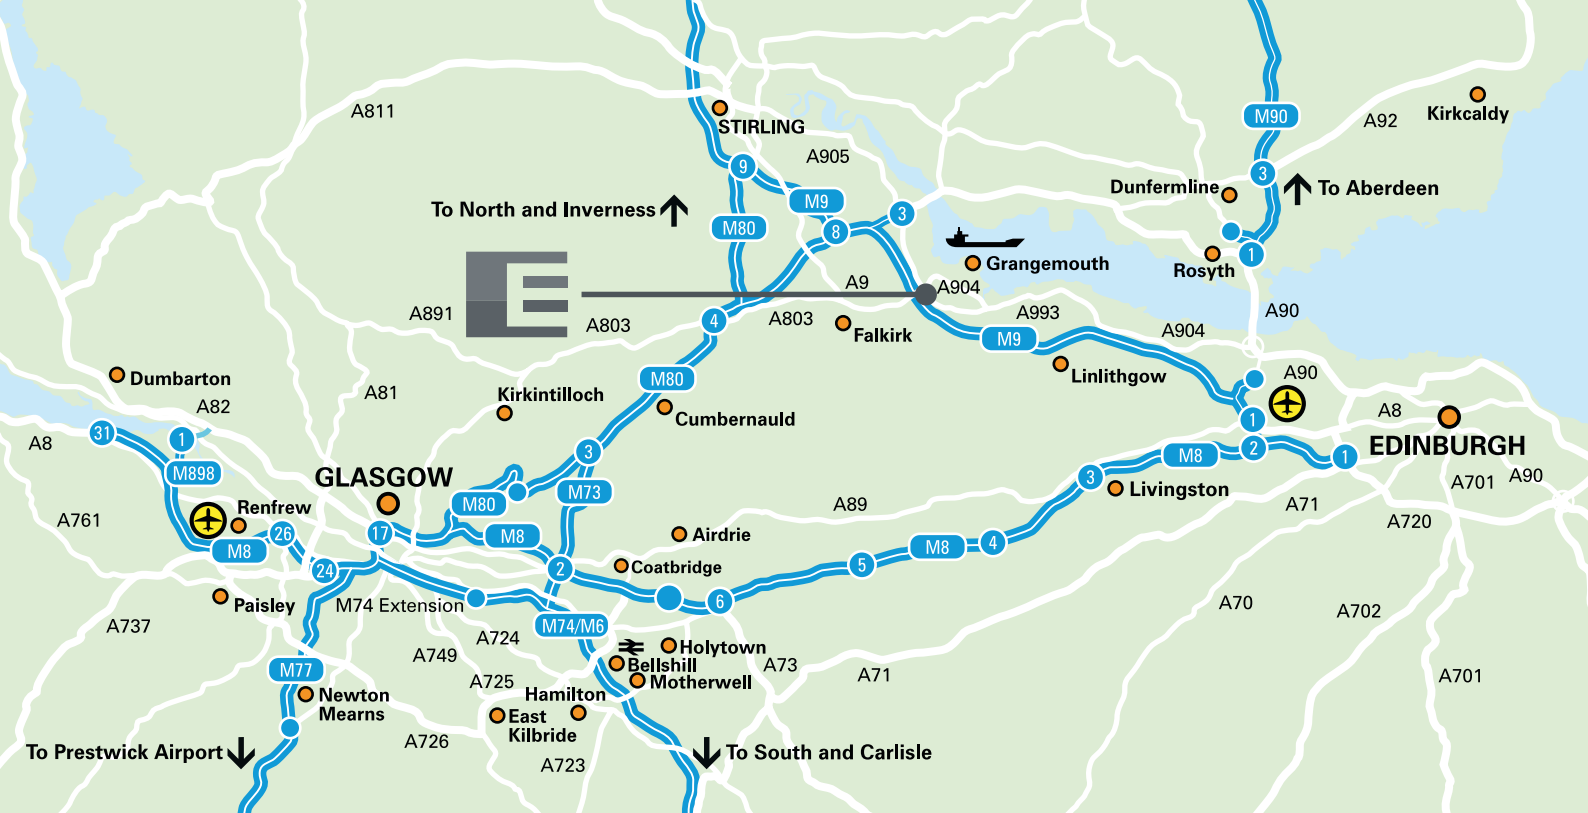 A811
STIRLING
M90
A92
Kirkcaldy
9
A905
3
Dunfermline
To Aberdeen
To North and Inverness
M9
M80
8
3
1
Rosyth
Grangemouth
A9
A904
A90
A891
A803
4
A803
Falkirk
A993
M9
A904
Linlithgow
Dumbarton
A82
A81
Kirkintilloch
M80
Cumbernauld
A90
1
A8
EDINBURGH
A8
31
1
M898
GLASGOW
3
M73
M80
2
M8
1
3
Livingston
A701
A90
A71
A720
A761
Renfrew
26
17
M8
M8
Airdrie
A89
24
2
Coatbridge
5
M8
4
6
Paisley
M74 Extension
A737
M74/M6
A724
A749
A725
Holytown
Bellshill
Motherwell
A73
A71
A70
A702
A701
M77
Newton
Mearns
Hamilton
East
Kilbride
A726
A723
To Prestwick Airport
To South and Carlisle